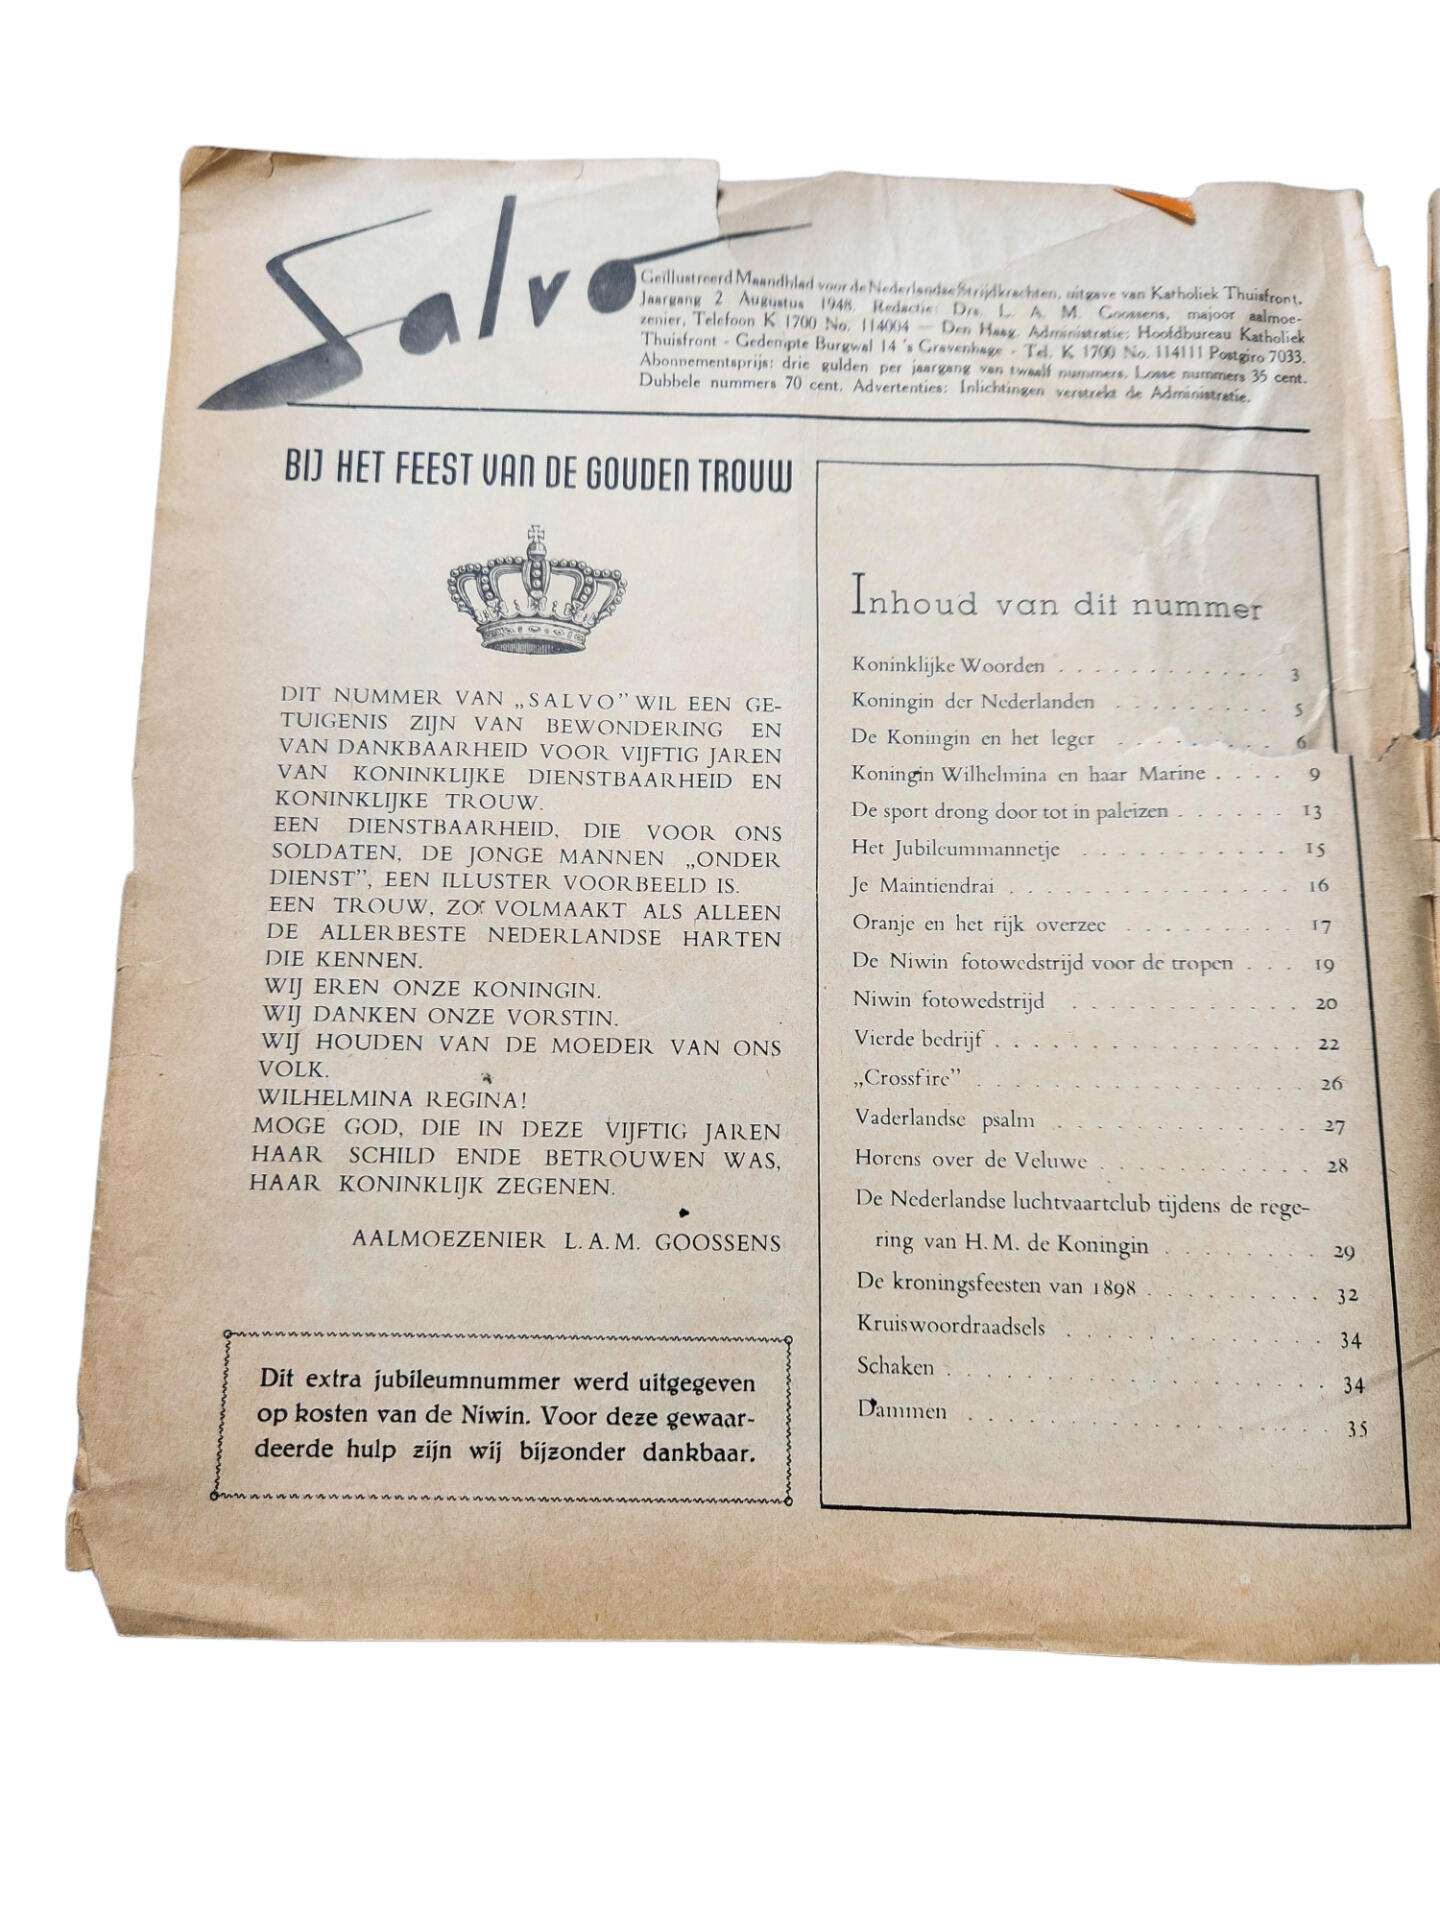 Salvo
Geïllustreerd Maandblad voor de Nederlandse Strijdkrachten, uitgave van Katholiek Thuisfront.
Jaargang 2 Augustus 1948. Redactie: Drs. L. A. M. Goossens, majoor aalmoe-
zenier, Telefoon K 1700 No. 114004 — Den Haag. Administratie: Hoofdbureau Katholiek
Thuisfront - Gedempte Burgwal 14 's Gravenhage - Tel. K 1700 No. 114111 Postgiro 7033.
Abonnementsprijs: drie gulden per jaargang van twaalf nummers. Losse nummers 35 cent.
Dubbele nummers 70 cent. Advertenties: Inlichtingen verstrekt de Administratie.
BIJ HET FEEST VAN DE GOUDEN TROUW
DIT NUMMER VAN „SALVO” WIL EEN GE-
TUIGENIS ZIJN VAN BEWONDERING EN
VAN DANKBAARHEID VOOR VIJFTIG JAREN
VAN KONINKLIJKE DIENSTBAARHEID EN
KONINKLIJKE TROUW.
EEN DIENSTBAARHEID, DIE VOOR ONS
SOLDATEN, DE JONGE MANNEN „ONDER
DIENST”, EEN ILLUSTER VOORBEELD IS.
EEN TROUW, ZO VOLMAAKT ALS ALLEEN
DE ALLERBESTE NEDERLANDSE HARTEN
DIE KENNEN.
WIJ EREN ONZE KONINGIN.
WIJ DANKEN ONZE VORSTIN.
WIJ HOUDEN VAN DE MOEDER VAN ONS
VOLK.
WILHELMINA REGINA!
MOGE GOD, DIE IN DEZE VIJFTIG JAREN
HAAR SCHILD ENDE BETROUWEN WAS,
HAAR KONINKLIJK ZEGENEN.
AALMOEZENIER L. A. M. GOOSSENS
Dit extra jubileumnummer werd uitgegeven
op kosten van de Niwin. Voor deze gewaar-
deerde hulp zijn wij bijzonder dankbaar.
Inhoud van dit nummer
Koninklijke Woorden . . . . . . . . . . . . 3
Koningin der Nederlanden . . . . . . . . . 5
De Koningin en het leger . . . . . . . . . 6
Koningin Wilhelmina en haar Marine . . . . 9
De sport drong door tot in paleizen . . . . . . 13
Het Jubileummannetje . . . . . . . . . . . 15
Je Maintiendrai . . . . . . . . . . . . . . . 16
Oranje en het rijk overzee . . . . . . . . . 17
De Niwin fotowedstrijd voor de tropen . . . 19
Niwin fotowedstrijd . . . . . . . . . . . . 20
Vierde bedrijf . . . . . . . . . . . . . . . 22
„Crossfire” . . . . . . . . . . . . . . . . . 26
Vaderlandse psalm . . . . . . . . . . . . . 27
Horens over de Veluwe . . . . . . . . . . . 28
De Nederlandse luchtvaartclub tijdens de rege-
ring van H. M. de Koningin . . . . . . . . 29
De kroningsfeesten van 1898 . . . . . . . . 32
Kruiswoordraadsels . . . . . . . . . . . . . 34
Schaken . . . . . . . . . . . . . . . . . . 34
Dammen . . . . . . . . . . . . . . . . . . 35